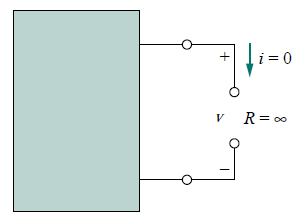 +
i = 0
v
R = ∞
−